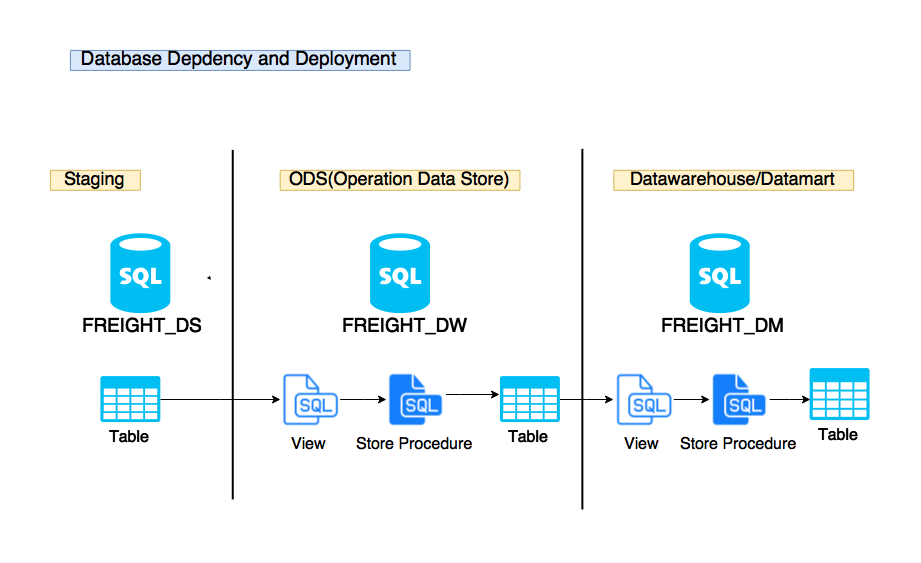 Database Depdency and Deployment
Staging
ODS(Operation Data Store)
Datawarehouse/Datamart
SQL
SQL
SQL
FREIGHT_DS
FREIGHT_DW
FREIGHT_DM
SQL
SQL
SQL
SQL
Table
View
Store Procedure
Table
View
Store Procedure
Table